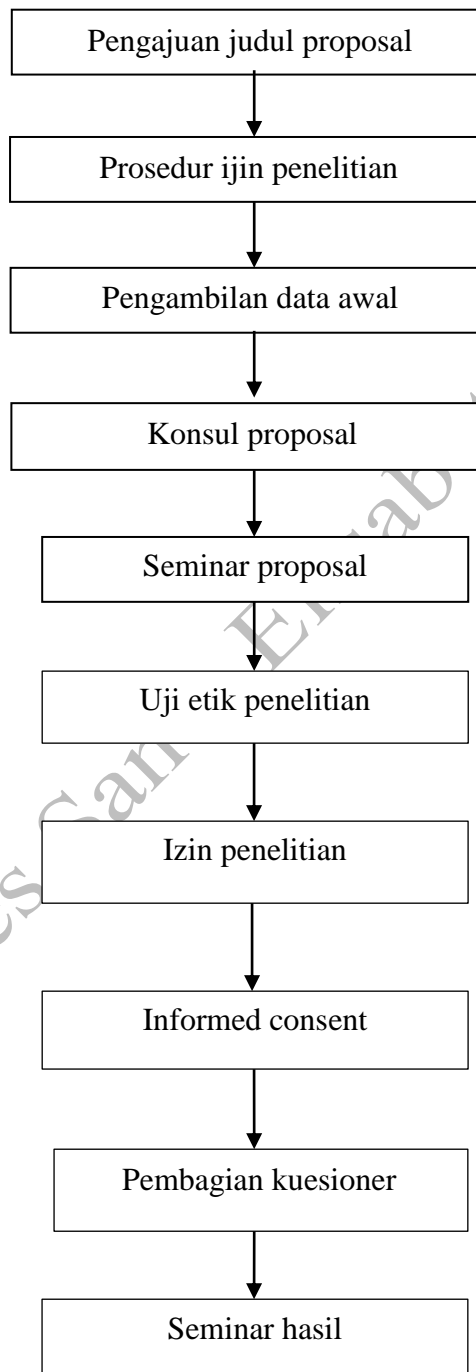 Pengajuan judul proposal
Prosedur ijin penelitian
Pengambilan data awal
Konsul proposal
Seminar proposal
Uji etik penelitian
Izin penelitian
Informed consent
Pembagian kuesioner
Seminar hasil